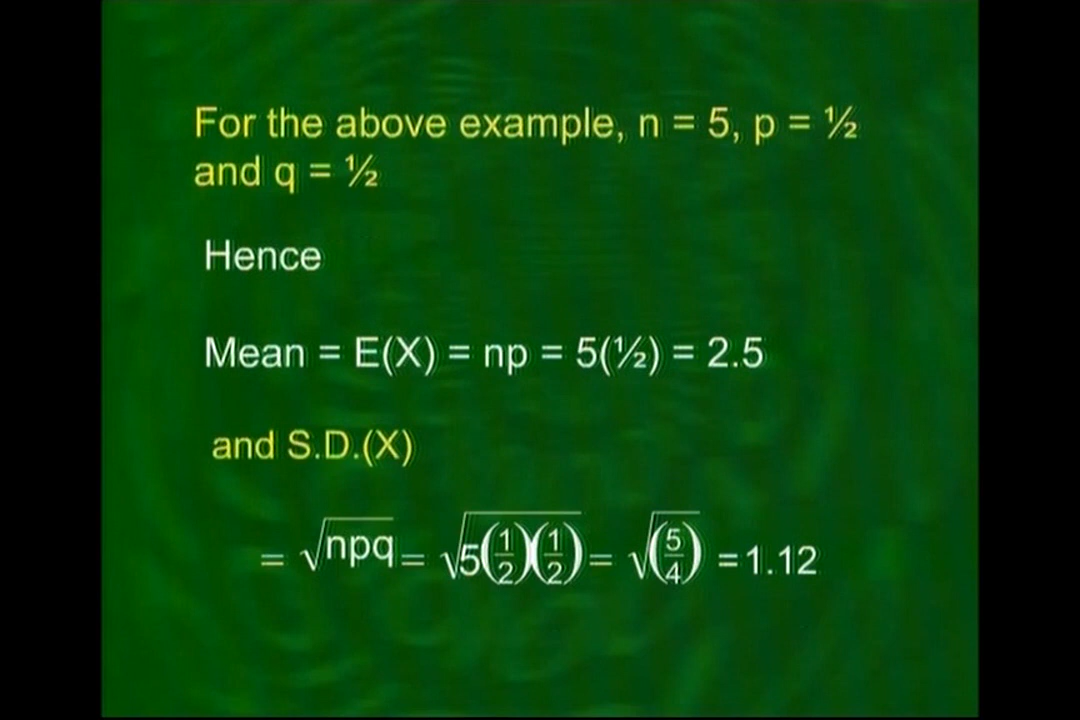 For the above example, n = 5, p = ½
and q = ½
Hence
Mean = E(X) = np = 5(½) = 2.5
and S.D.(X)
= √npq = √5(1/2)(1/2) = √(5/4) = 1.12